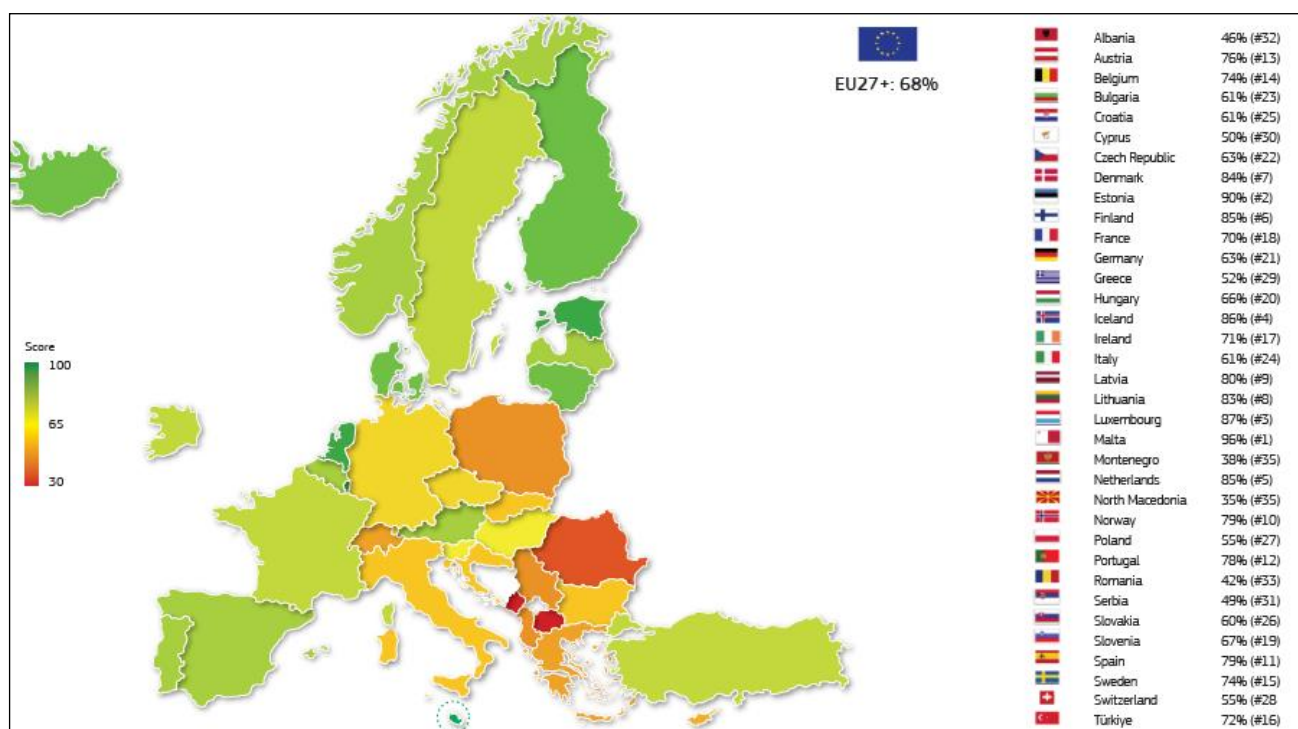 EU27+: 68%
Score
100
65
30
Albania 46% (#32)
Austria 76% (#13)
Belgium 74% (#14)
Bulgaria 61% (#23)
Croatia 61% (#25)
Cyprus 50% (#30)
Czech Republic 63% (#22)
Denmark 84% (#7)
Estonia 90% (#2)
Finland 85% (#6)
France 70% (#18)
Germany 63% (#21)
Greece 52% (#29)
Hungary 66% (#20)
Iceland 86% (#4)
Ireland 71% (#17)
Italy 61% (#24)
Latvia 80% (#9)
Lithuania 83% (#8)
Luxembourg 87% (#3)
Malta 96% (#1)
Montenegro 38% (#35)
Netherlands 85% (#5)
North Macedonia 35% (#35)
Norway 79% (#10)
Poland 55% (#27)
Portugal 78% (#12)
Romania 42% (#33)
Serbia 49% (#31)
Slovakia 60% (#26)
Slovenia 67% (#19)
Spain 79% (#11)
Sweden 74% (#15)
Switzerland 55% (#28
Türkiye 72% (#16)